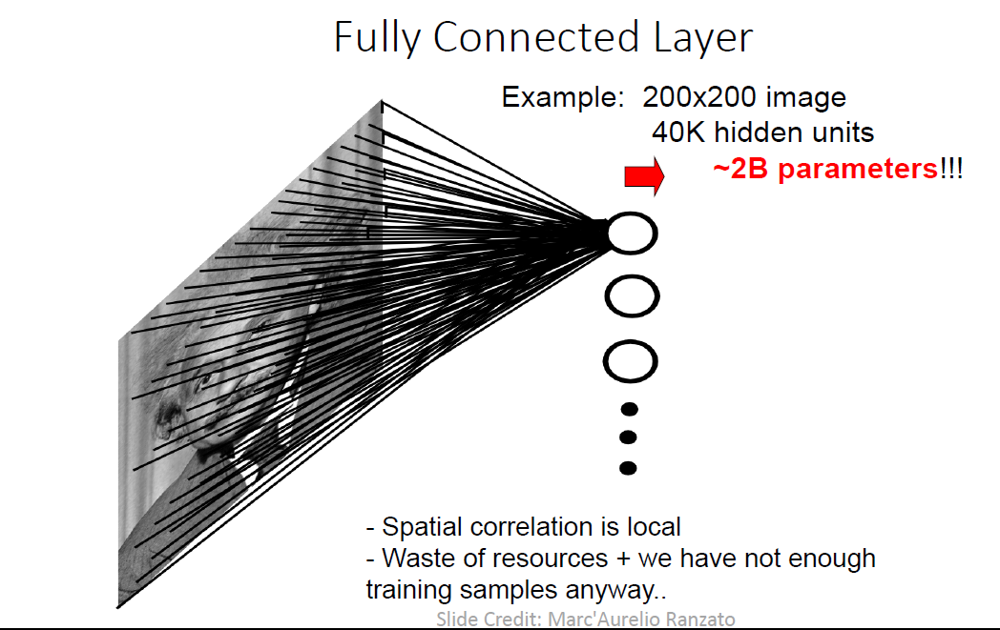 Fully Connected Layer
Example: 200x200 image
40K hidden units
~2B parameters!!!
- Spatial correlation is local
- Waste of resources + we have not enough
training samples anyway..
Slide Credit: Marc'Aurelio Ranzato